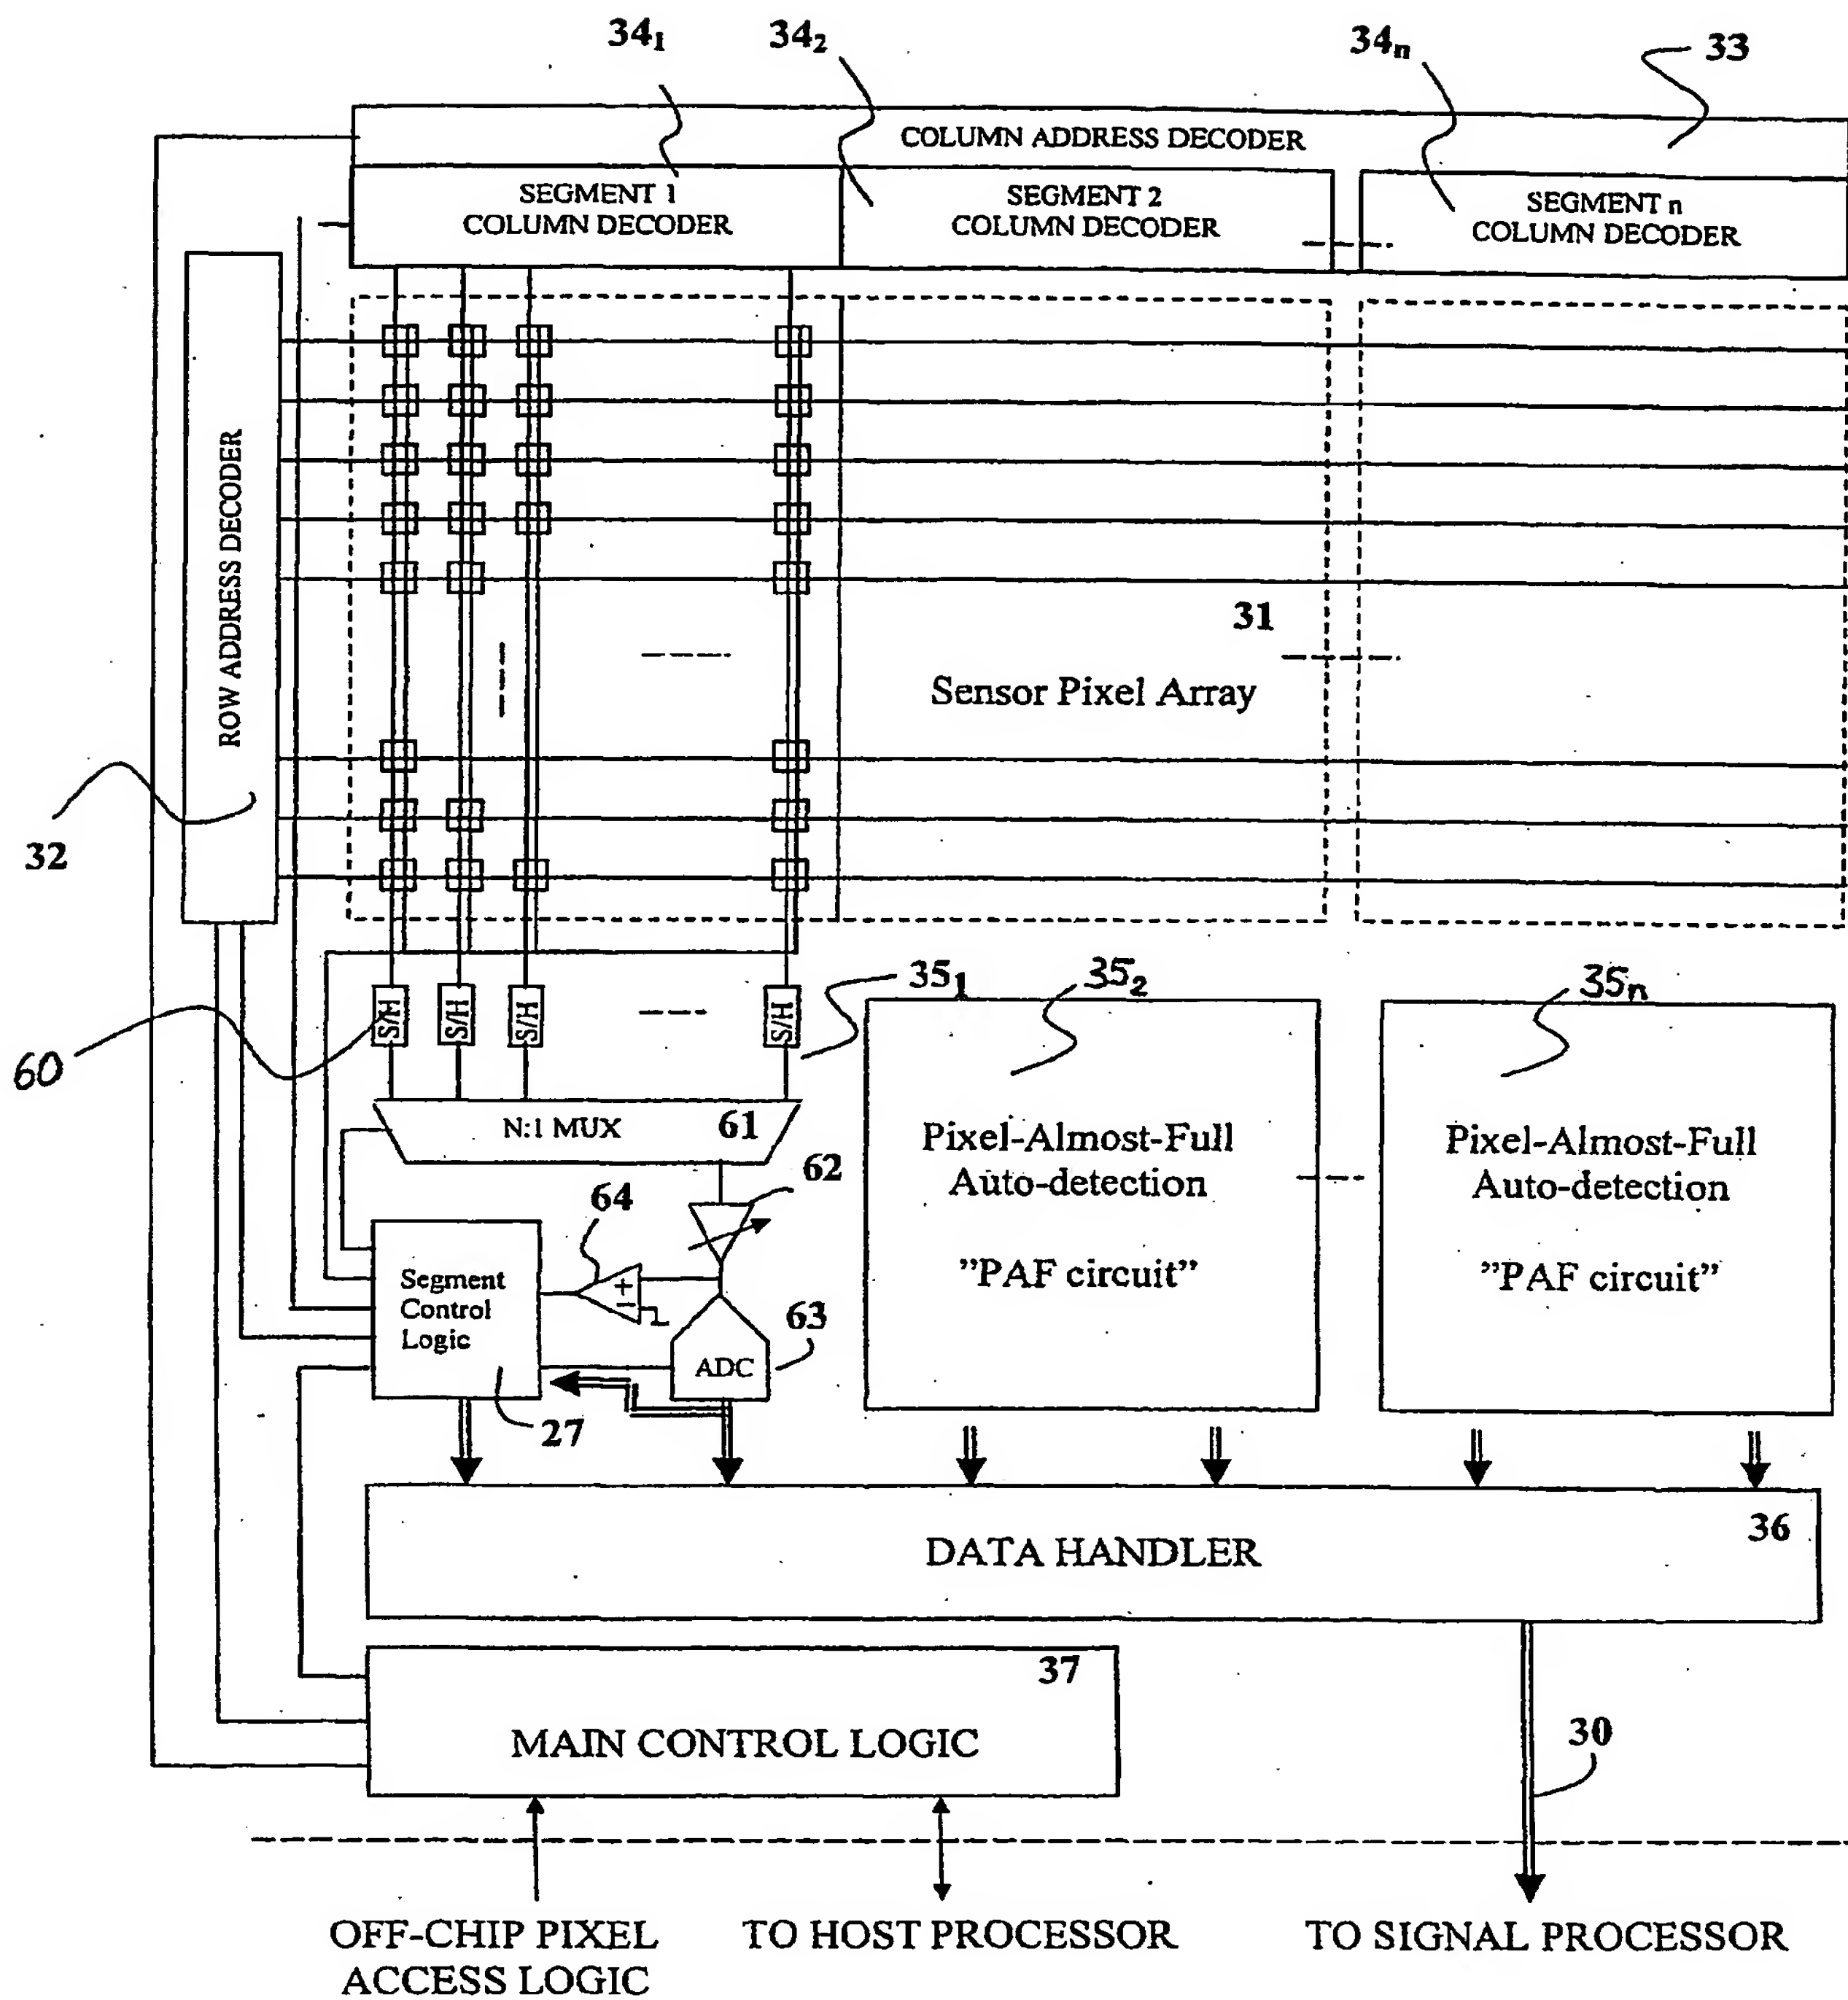 34₁
34₂
34ₙ
33
COLUMN ADDRESS DECODER
SEGMENT 1
COLUMN DECODER
SEGMENT 2
COLUMN DECODER
SEGMENT n
COLUMN DECODER
ROW ADDRESS DECODER
32
31
Sensor Pixel Array
35₁
35₂
35ₙ
S/H
S/H
S/H
S/H
60
N:1 MUX
61
62
64
+
−
63
Segment
Control
Logic
27
ADC
Pixel-Almost-Full
Auto-detection
”PAF circuit”
Pixel-Almost-Full
Auto-detection
”PAF circuit”
36
DATA HANDLER
37
MAIN CONTROL LOGIC
30
OFF-CHIP PIXEL
ACCESS LOGIC
TO HOST PROCESSOR
TO SIGNAL PROCESSOR